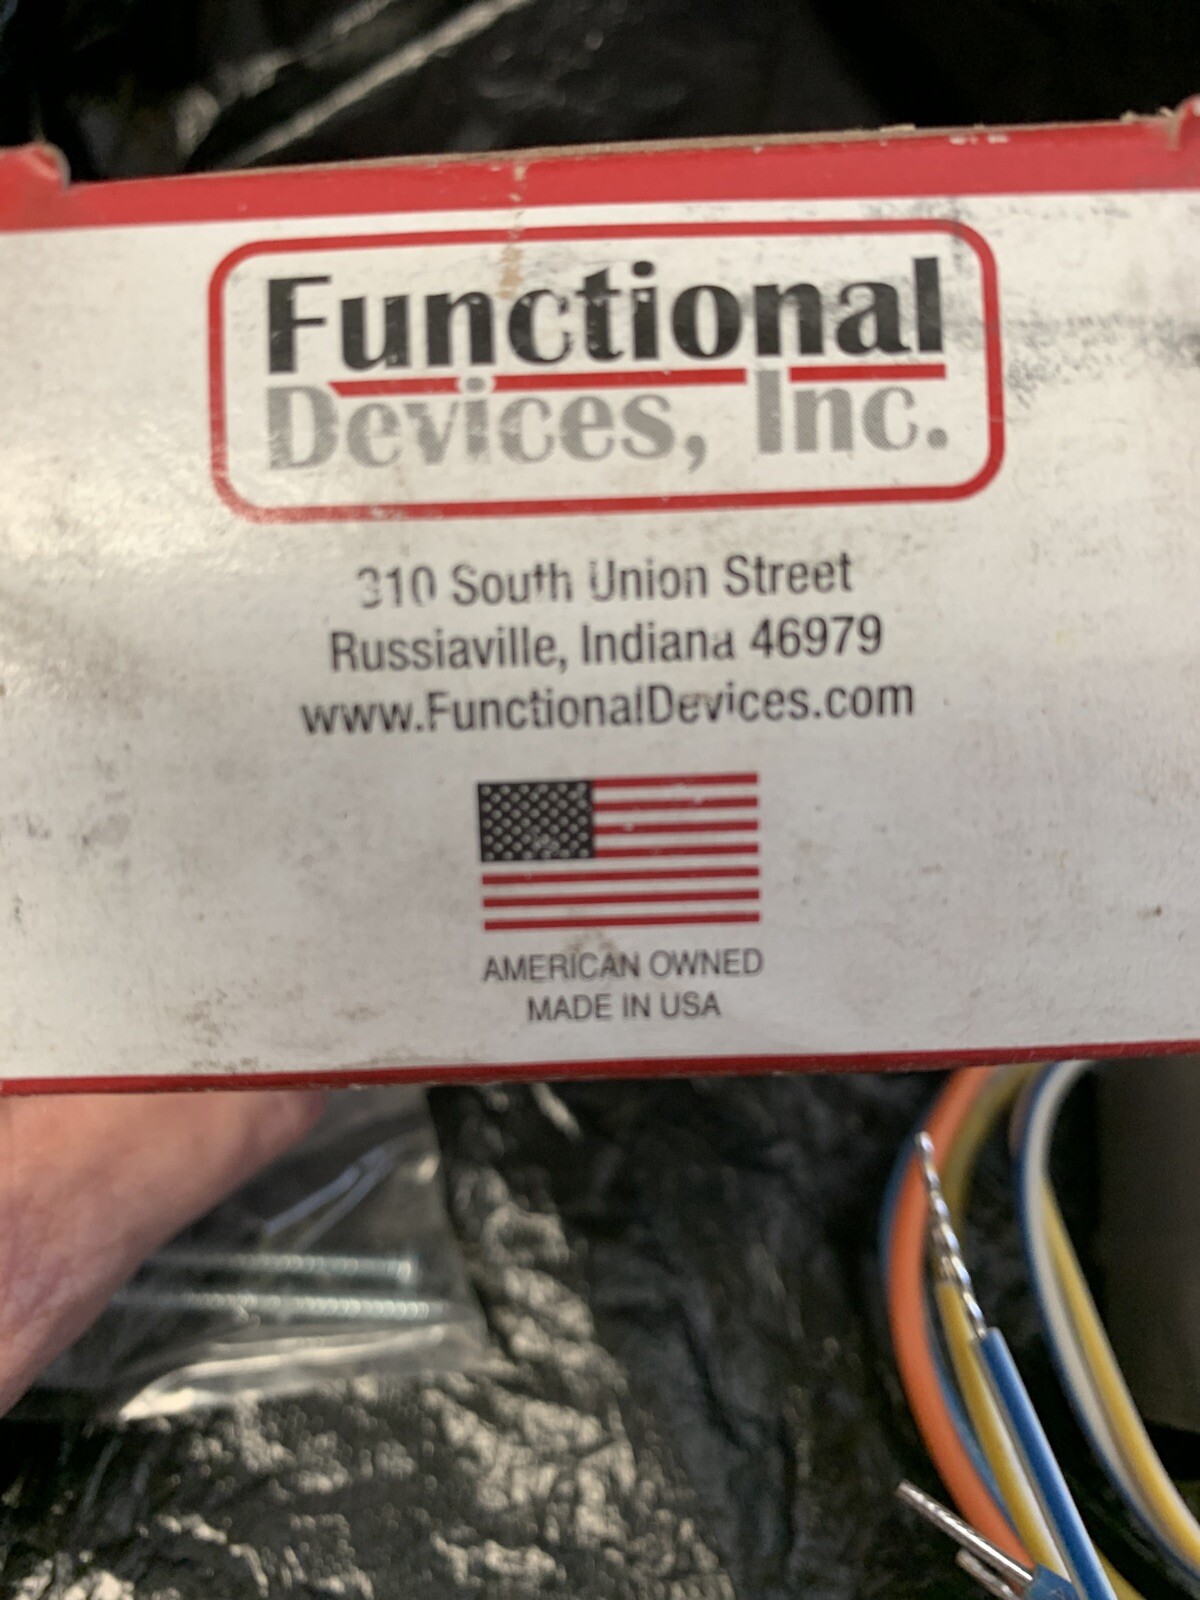 Functional
Devices, Inc.
310 South Union Street
Russiaville, Indiana 46979
www.FunctionalDevices.com
AMERICAN OWNED
MADE IN USA